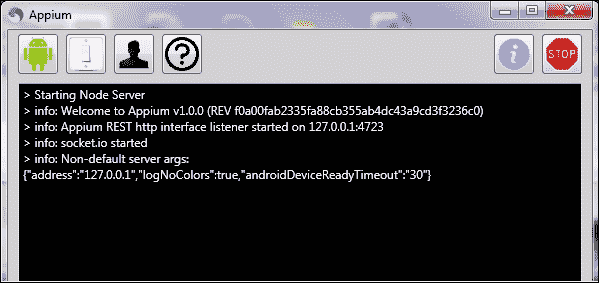 Appium
STOP
> Starting Node Server
> info: Welcome to Appium v1.0.0 (REV f0a00fab2335fa88cb355ab4dc43a9cd3f3236c0)
> info: Appium REST http interface listener started on 127.0.0.1:4723
> info: socket.io started
> info: Non-default server args:
{"address":"127.0.0.1","logNoColors":true,"androidDeviceReadyTimeout":"30"}